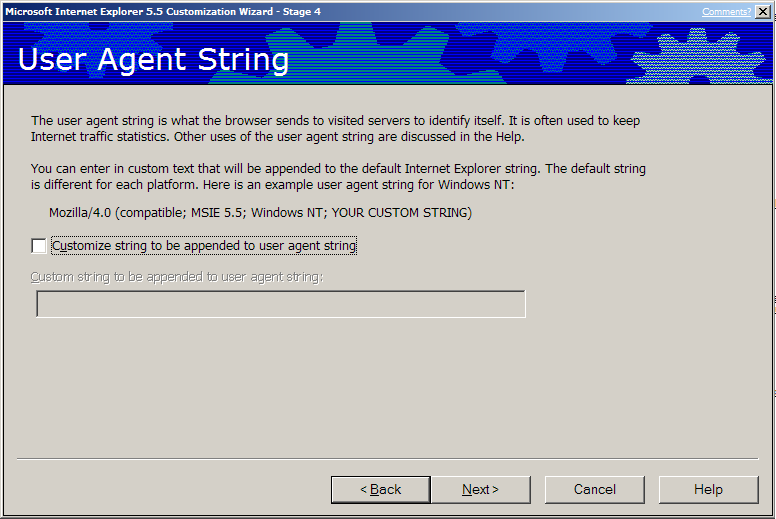 Microsoft Internet Explorer 5.5 Customization Wizard - Stage 4
Comments?
User Agent String
The user agent string is what the browser sends to visited servers to identify itself. It is often used to keep
Internet traffic statistics. Other uses of the user agent string are discussed in the Help.
You can enter in custom text that will be appended to the default Internet Explorer string. The default string
is different for each platform. Here is an example user agent string for Windows NT:
Mozilla/4.0 (compatible; MSIE 5.5; Windows NT; YOUR CUSTOM STRING)
Customize string to be appended to user agent string
Custom string to be appended to user agent string:
< Back
Next >
Cancel
Help